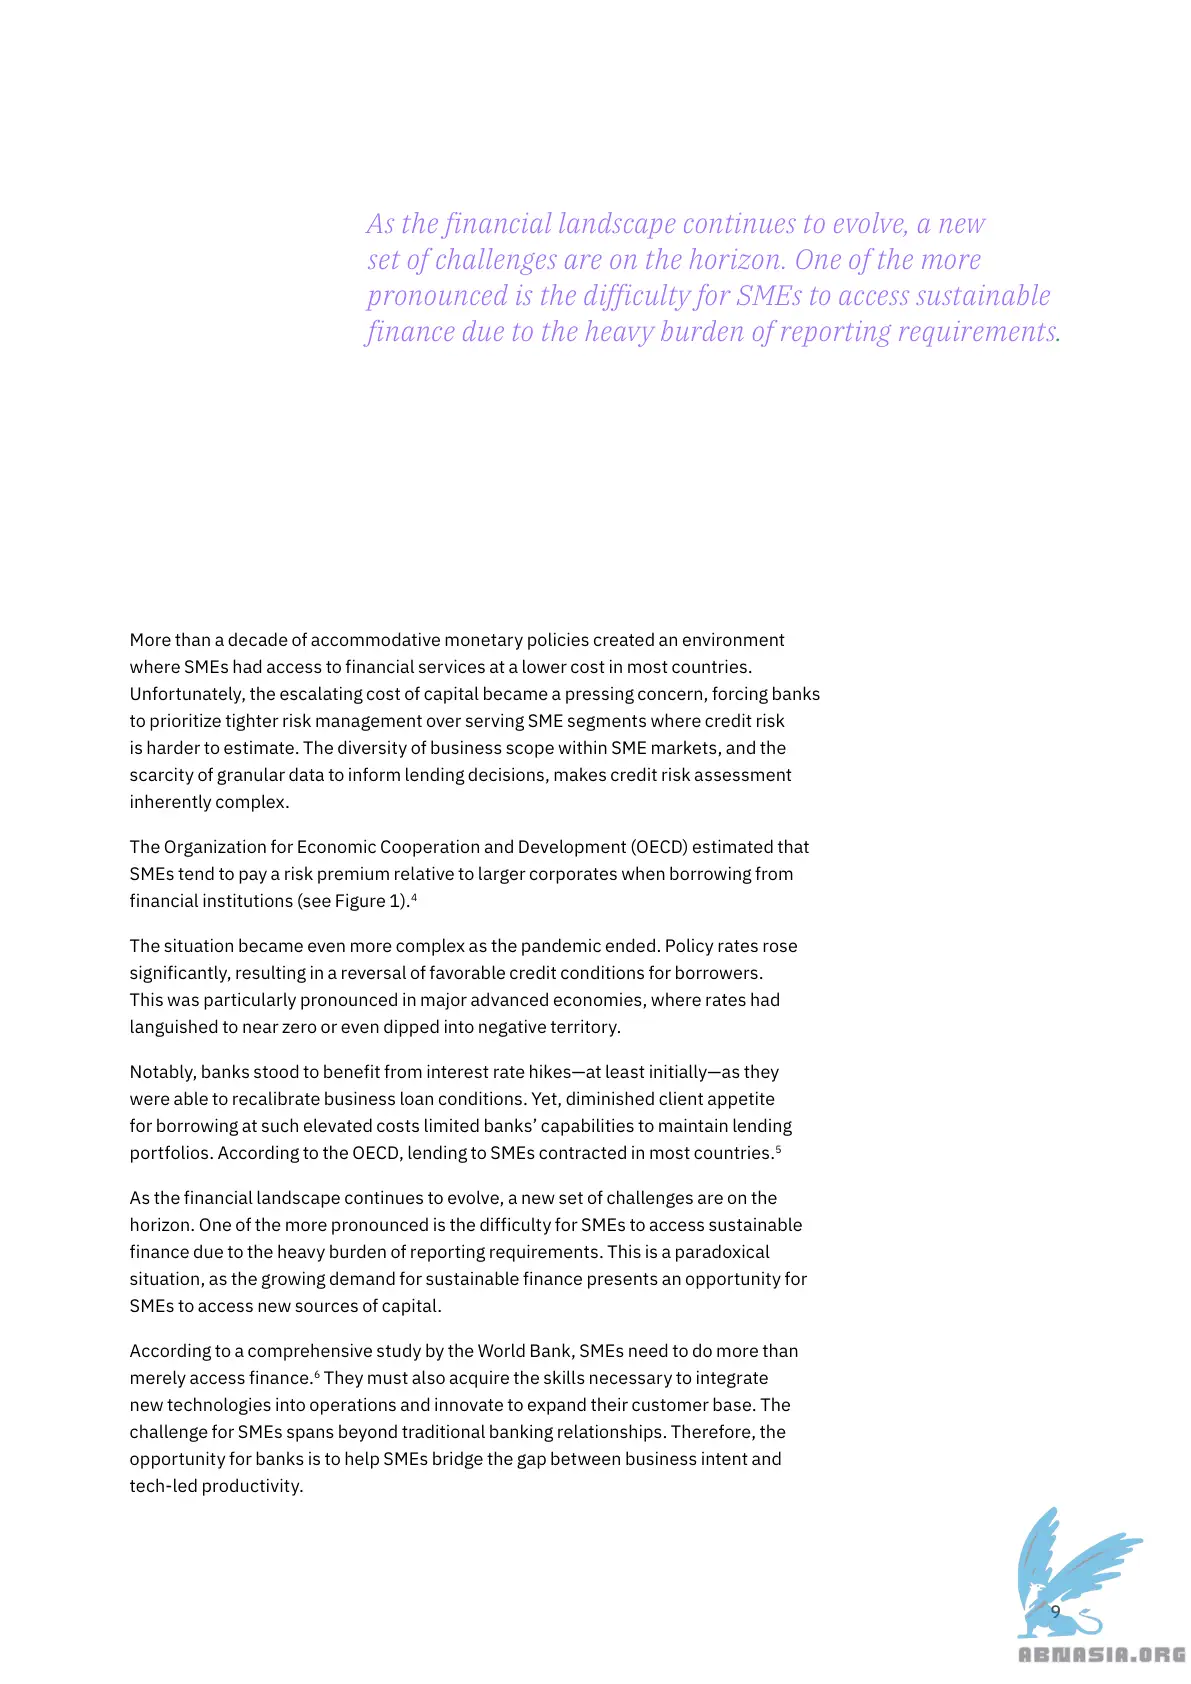 As the financial landscape continues to evolve, a new
set of challenges are on the horizon. One of the more
pronounced is the difficulty for SMEs to access sustainable
finance due to the heavy burden of reporting requirements.
More than a decade of accommodative monetary policies created an environment
where SMEs had access to financial services at a lower cost in most countries.
Unfortunately, the escalating cost of capital became a pressing concern, forcing banks
to prioritize tighter risk management over serving SME segments where credit risk
is harder to estimate. The diversity of business scope within SME markets, and the
scarcity of granular data to inform lending decisions, makes credit risk assessment
inherently complex.
The Organization for Economic Cooperation and Development (OECD) estimated that
SMEs tend to pay a risk premium relative to larger corporates when borrowing from
financial institutions (see Figure 1).⁴
The situation became even more complex as the pandemic ended. Policy rates rose
significantly, resulting in a reversal of favorable credit conditions for borrowers.
This was particularly pronounced in major advanced economies, where rates had
languished to near zero or even dipped into negative territory.
Notably, banks stood to benefit from interest rate hikes—at least initially—as they
were able to recalibrate business loan conditions. Yet, diminished client appetite
for borrowing at such elevated costs limited banks’ capabilities to maintain lending
portfolios. According to the OECD, lending to SMEs contracted in most countries.⁵
As the financial landscape continues to evolve, a new set of challenges are on the
horizon. One of the more pronounced is the difficulty for SMEs to access sustainable
finance due to the heavy burden of reporting requirements. This is a paradoxical
situation, as the growing demand for sustainable finance presents an opportunity for
SMEs to access new sources of capital.
According to a comprehensive study by the World Bank, SMEs need to do more than
merely access finance.⁶ They must also acquire the skills necessary to integrate
new technologies into operations and innovate to expand their customer base. The
challenge for SMEs spans beyond traditional banking relationships. Therefore, the
opportunity for banks is to help SMEs bridge the gap between business intent and
tech-led productivity.
9
ABNASIA.ORG